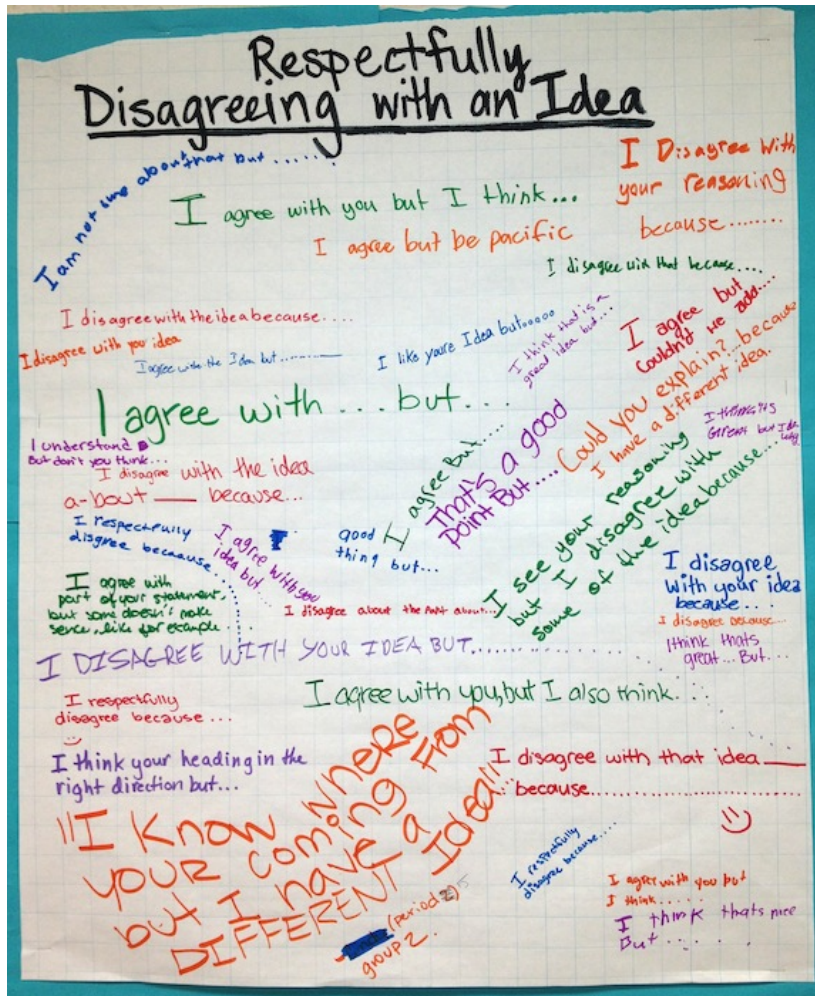 Respectfully
Disagreeing with an Idea
I am not sure about that but ......
I Disagree with
your reasoning
because........
I agree with you but I think...
I agree but be pacific
I disagree with that because....
I disagree with the idea because....
I disagree with you idea
I agree with the Idea but
I like youre Idea but.....
I think that is a
great idea but...
I agree but
couldn't we add....
Could you explain?...because
I have a different idea.
I agree with ... but...
I think its
Great but
I understand
But don't you think...
I disagree with the idea
a-bout ___ because...
I agree But....
That's a good
point But....
I see your reasoning
but I disagree with
some of the idea because...
I respectfully
disgree becaause..
I agree with you
idea but...
good
thing but...
I agree with
part of your statement,
but some doesn't make
sence, like for example...
I disagree about the part about...
I disagree
with your idea
because....
I disagree because...
I think thats
great... But...
I DISAGREE WITH YOUR IDEA BUT...............
I agree with you, but I also think..
I respectfully
disagree because ...
I think your heading in the
right direction but...
I disagree with that idea ___
because..............................
"I know where
your coming from
but I have a
DIFFERENT Idea!!"
(period 2) 15
group 2.
I respectfully
disagree because.....
I agree with you but
I think......
I think thats nice
But.......